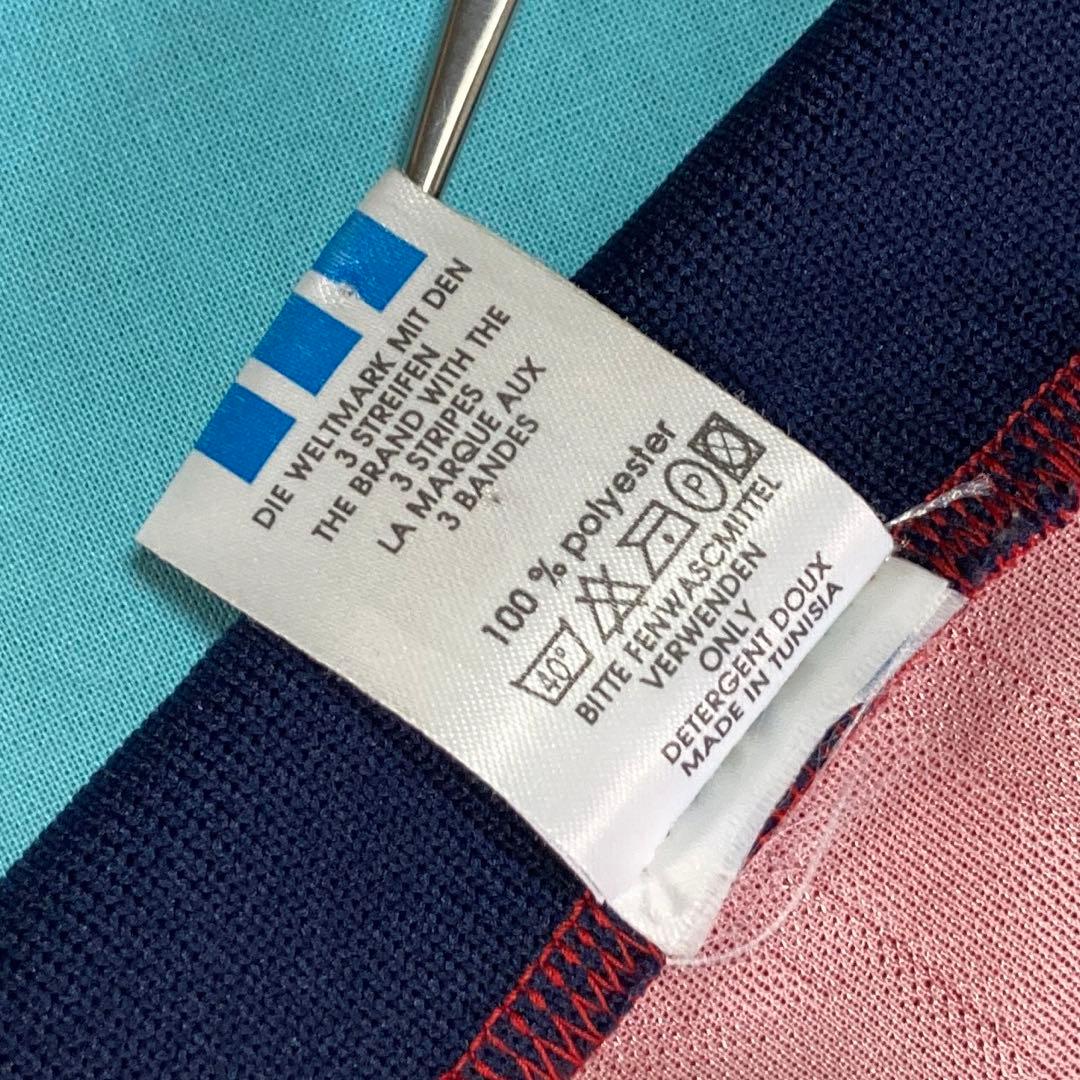 DIE WELTMARK MIT DEN
3 STREIFEN
THE BRAND WITH THE
3 STRIPES
LA MARQUE AUX
3 BANDES
100 % polyester
40° P
BITTE FENWASCMITTEL
VERWENDEN
ONLY
DETERGENT DOUX
MADE IN TUNISIA